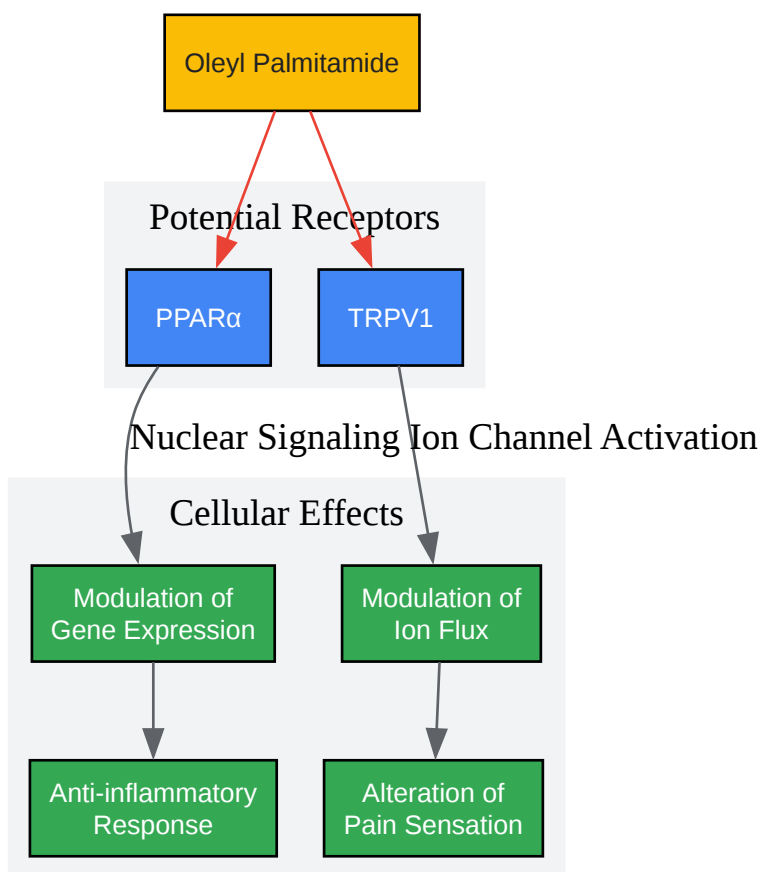 Oleyl Palmitamide
Potential Receptors
PPARα
TRPV1
Nuclear Signaling
Ion Channel Activation
Cellular Effects
Modulation of
Gene Expression
Modulation of
Ion Flux
Anti-inflammatory
Response
Alteration of
Pain Sensation